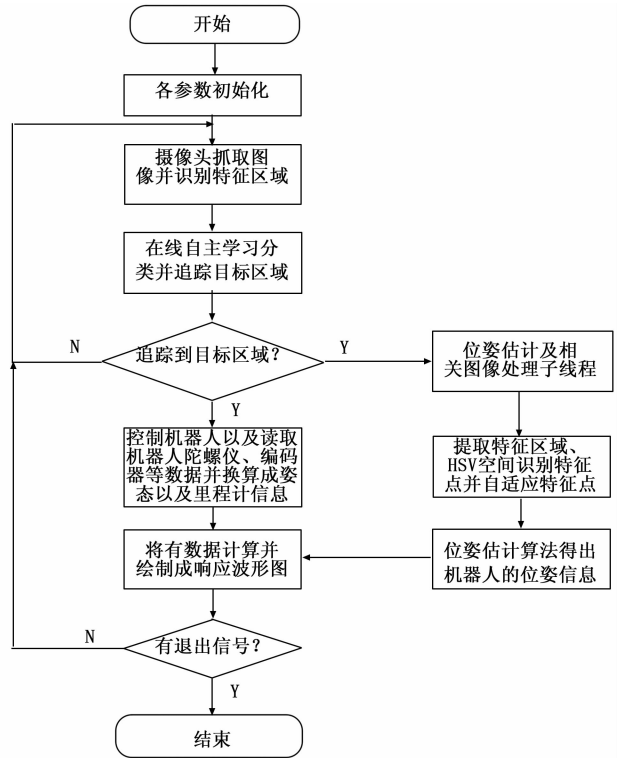 开始
各参数初始化
摄像头抓取图
像并识别特征区域
在线自主学习分
类并追踪目标区域
N
追踪到目标区域?
Y
位姿估计及相
关图像处理子线程
Y
控制机器人以及读取
机器人陀螺仪、编码
器等数据并换算成姿
态以及里程计信息
提取特征区域、
HSV空间识别特征
点并自适应特征点
将有数据计算并
绘制成响应波形图
位姿估计算法得出
机器人的位姿信息
N
有退出信号?
Y
结束